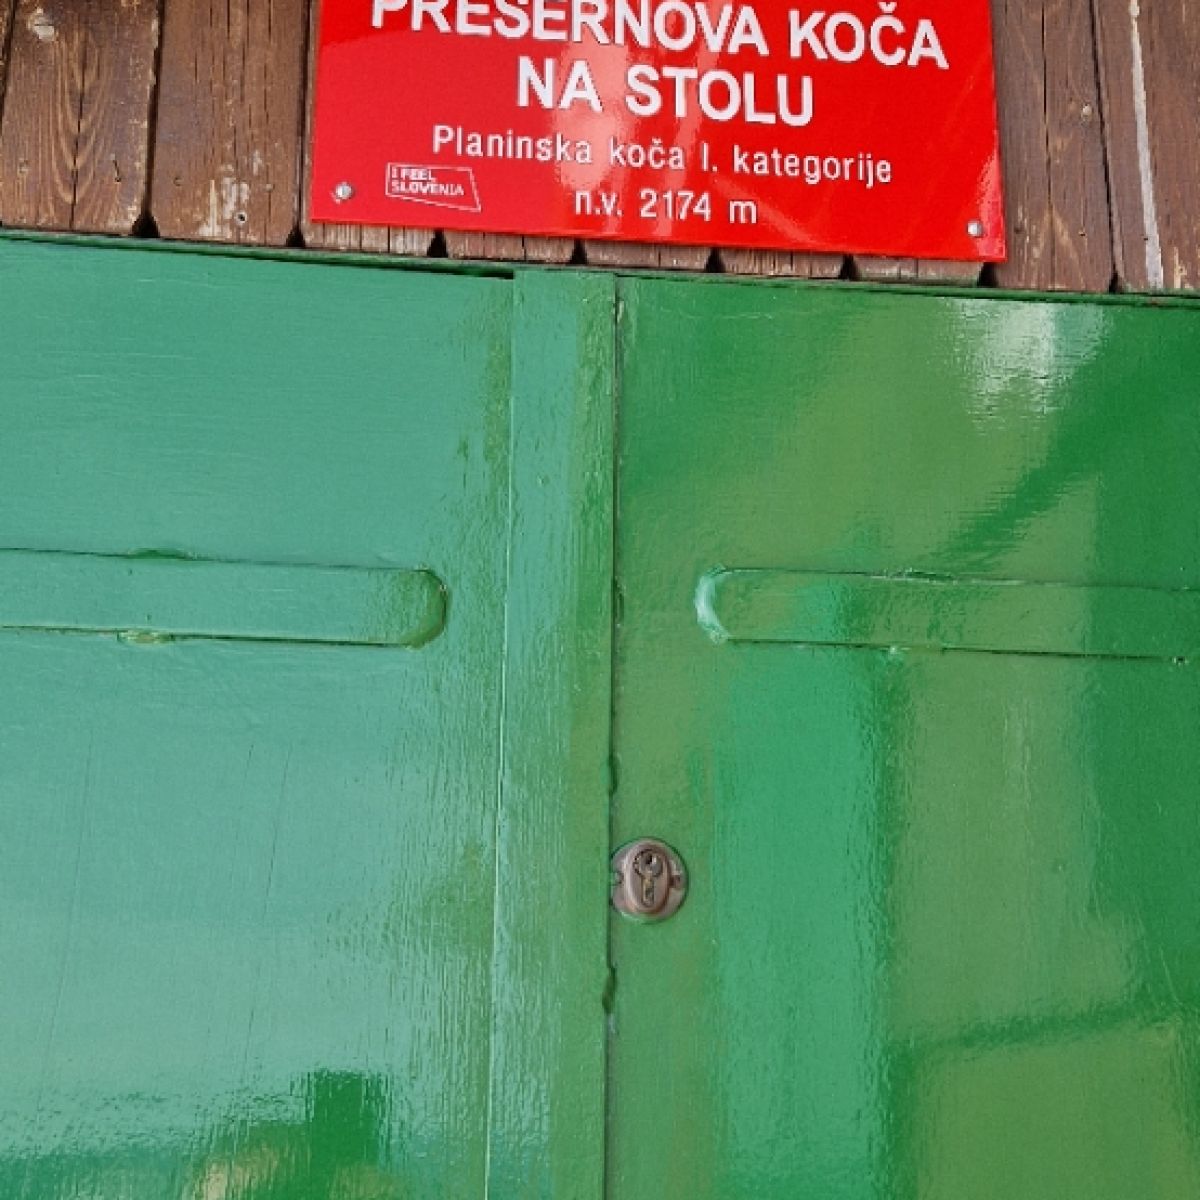 PREŠERNOVA KOČA
NA STOLU
Planinska koča I. kategorije
I FEEL
SLOVENIA
n.v. 2174 m